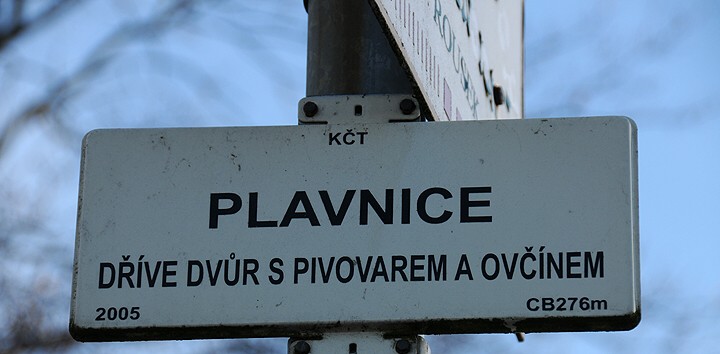 KČT
PLAVNICE
DŘÍVE DVŮR S PIVOVAREM A OVČÍNEM
2005 CB276m